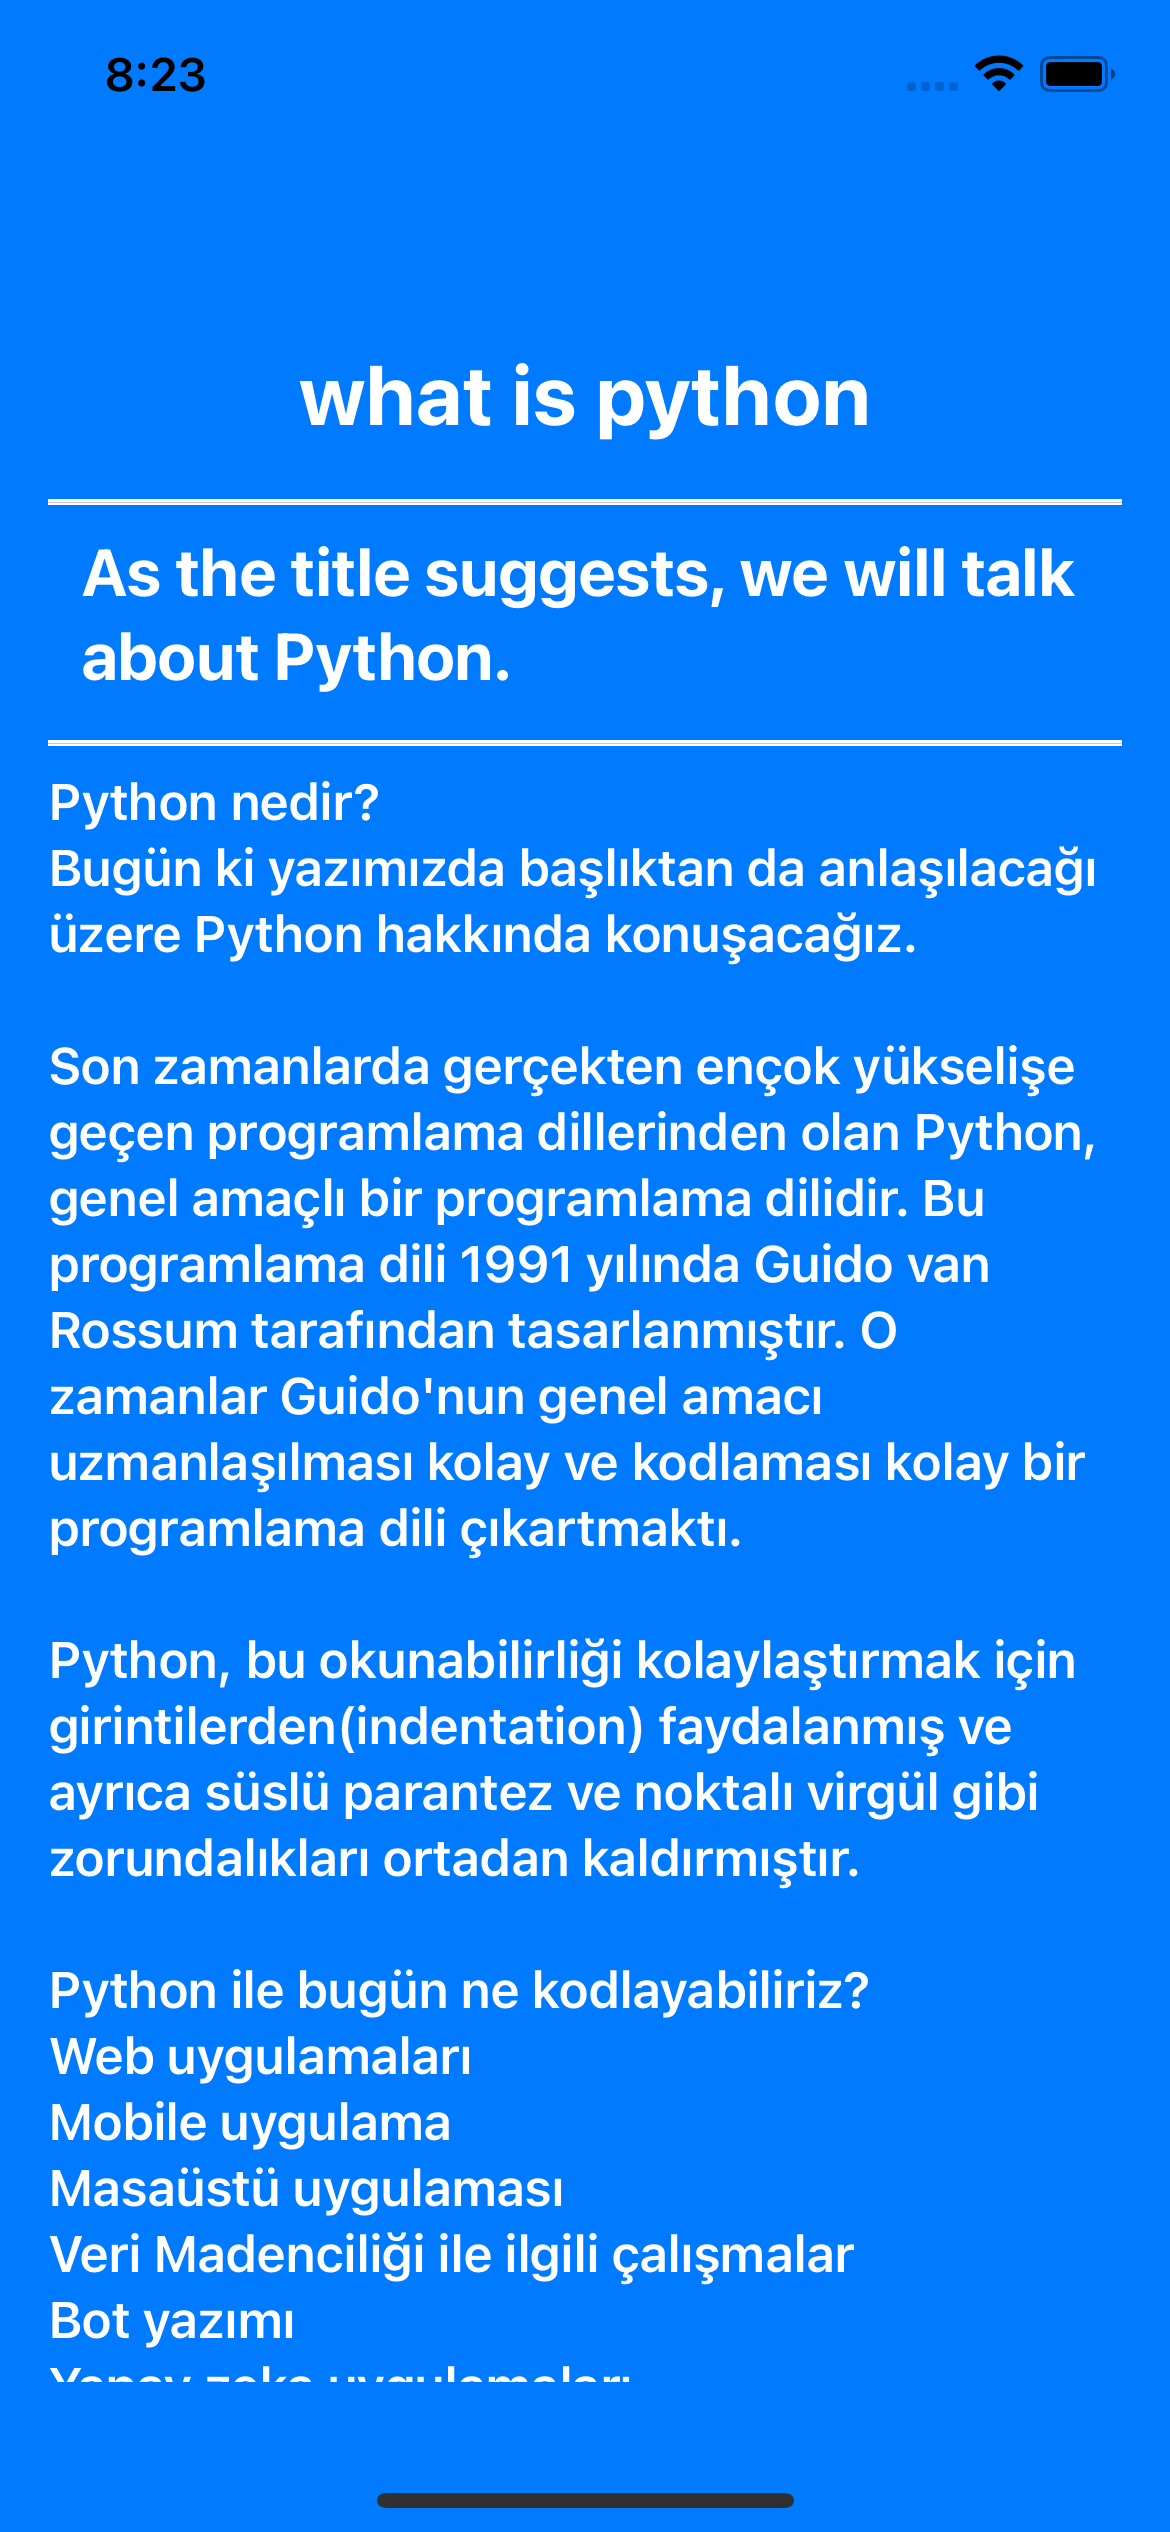 8:23
what is python
As the title suggests, we will talk
about Python.
Python nedir?
Bugün ki yazımızda başlıktan da anlaşılacağı
üzere Python hakkında konuşacağız.
Son zamanlarda gerçekten ençok yükselişe
geçen programlama dillerinden olan Python,
genel amaçlı bir programlama dilidir. Bu
programlama dili 1991 yılında Guido van
Rossum tarafından tasarlanmıştır. O
zamanlar Guido'nun genel amacı
uzmanlaşılması kolay ve kodlaması kolay bir
programlama dili çıkartmaktı.
Python, bu okunabilirliği kolaylaştırmak için
girintilerden(indentation) faydalanmış ve
ayrıca süslü parantez ve noktalı virgül gibi
zorundalıkları ortadan kaldırmıştır.
Python ile bugün ne kodlayabiliriz?
Web uygulamaları
Mobile uygulama
Masaüstü uygulaması
Veri Madenciliği ile ilgili çalışmalar
Bot yazımı
Yapay zeka uygulamaları